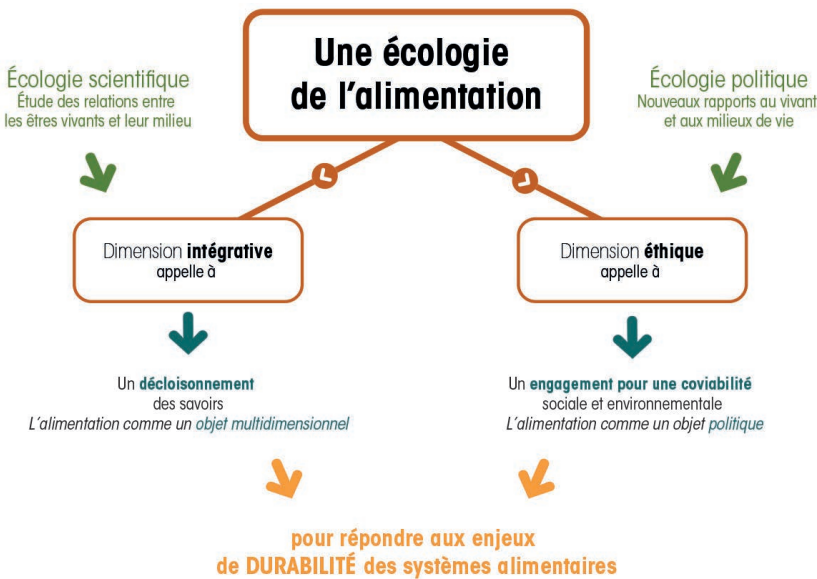 Une écologie
de l'alimentation
Écologie scientifique
Étude des relations entre
les êtres vivants et leur milieu
Écologie politique
Nouveaux rapports au vivant
et aux milieux de vie
Dimension intégrative
appelle à
Dimension éthique
appelle à
Un décloisonnement
des savoirs
L'alimentation comme un objet multidimensionnel
Un engagement pour une coviabilité
sociale et environnementale
L'alimentation comme un objet politique
pour répondre aux enjeux
de DURABILITÉ des systèmes alimentaires